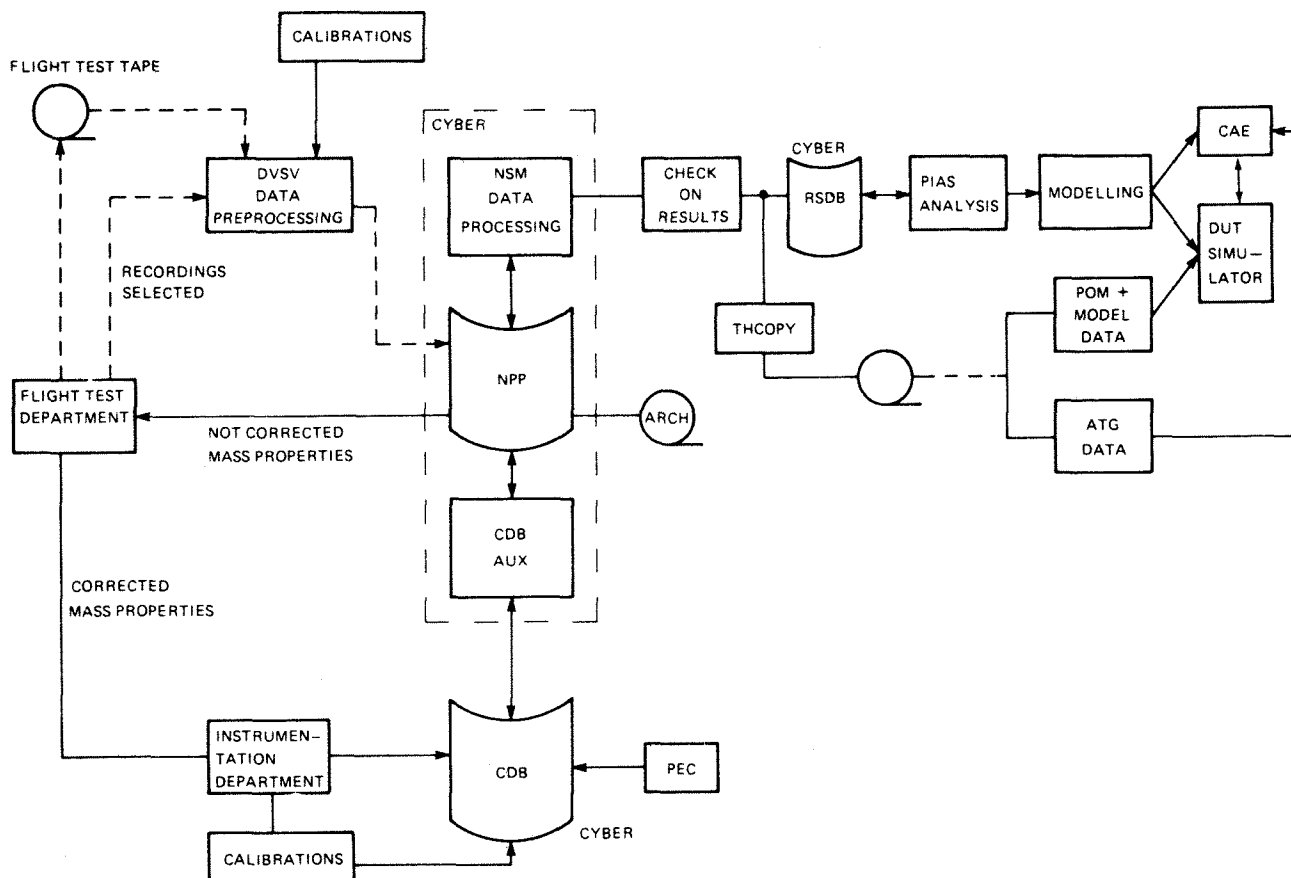 CALIBRATIONS
FLIGHT TEST TAPE
CYBER
DVSV
DATA
PREPROCESSING
NSM
DATA
PROCESSING
CHECK
ON
RESULTS
CYBER
RSDB
PIAS
ANALYSIS
MODELLING
CAE
DUT
SIMU—
LATOR
RECORDINGS
SELECTED
POM +
MODEL
DATA
THCOPY
NPP
FLIGHT TEST
DEPARTMENT
NOT CORRECTED
MASS PROPERTIES
ARCH
ATG
DATA
CDB
AUX
CORRECTED
MASS PROPERTIES
INSTRUMEN—
TATION
DEPARTMENT
CDB
PEC
CYBER
CALIBRATIONS